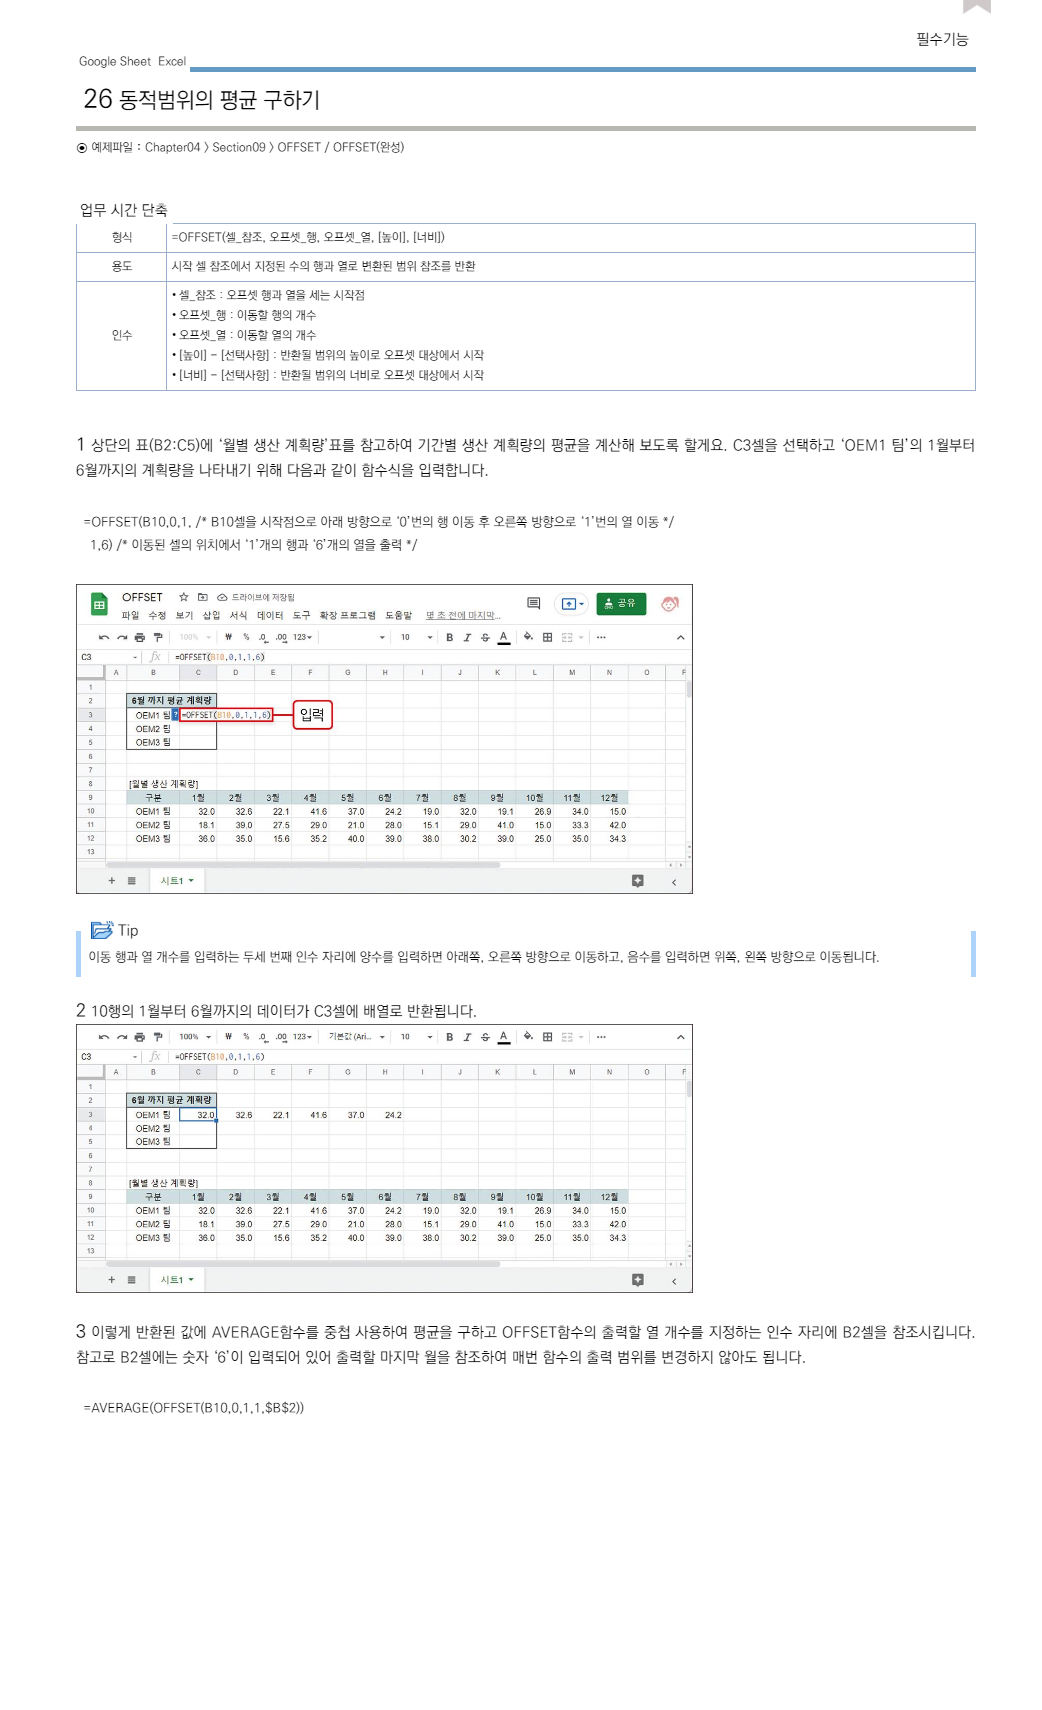 필수기능
Google Sheet Excel
26 동적범위의 평균 구하기
◉ 예제파일 : Chapter04 > Section09 > OFFSET / OFFSET(완성)
업무 시간 단축
형식 =OFFSET(셀_참조, 오프셋_행, 오프셋_열, [높이], [너비])
용도 시작 셀 참조에서 지정된 수의 행과 열로 변환된 범위 참조를 반환
인수
• 셀_참조 : 오프셋 행과 열을 세는 시작점
• 오프셋_행 : 이동할 행의 개수
• 오프셋_열 : 이동할 열의 개수
• [높이] - [선택사항] : 반환될 범위의 높이로 오프셋 대상에서 시작
• [너비] - [선택사항] : 반환될 범위의 너비로 오프셋 대상에서 시작
1 상단의 표(B2:C5)에 ‘월별 생산 계획량’표를 참고하여 기간별 생산 계획량의 평균을 계산해 보도록 할게요. C3셀을 선택하고 ‘OEM1 팀’의 1월부터
6월까지의 계획량을 나타내기 위해 다음과 같이 함수식을 입력합니다.
=OFFSET(B10,0,1, /* B10셀을 시작점으로 아래 방향으로 ‘0’번의 행 이동 후 오른쪽 방향으로 ‘1’번의 열 이동 */
1,6) /* 이동된 셀의 위치에서 ‘1’개의 행과 ‘6’개의 열을 출력 */
OFFSET 드라이브에 저장됨
파일 수정 보기 삽입 서식 데이터 도구 확장 프로그램 도움말 몇 초 전에 마지막...
공유
100% ₩ % .0 .00 123 10 B I S A ...
C3 fx =OFFSET(B10,0,1,1,6)
A B C D E F G H I J K L M N O P
1
2 6월 까지 평균 계획량
3 OEM1 팀 ? =OFFSET(B10,0,1,1,6) 입력
4 OEM2 팀
5 OEM3 팀
6
7
8 [월별 생산 계획량]
9 구분 1월 2월 3월 4월 5월 6월 7월 8월 9월 10월 11월 12월
10 OEM1 팀 32.0 32.6 22.1 41.6 37.0 24.2 19.0 32.0 19.1 26.9 34.0 15.0
11 OEM2 팀 18.1 39.0 27.5 29.0 21.0 28.0 15.1 29.0 41.0 15.0 33.3 42.0
12 OEM3 팀 36.0 35.0 15.6 35.2 40.0 39.0 38.0 30.2 39.0 25.0 35.0 34.3
13
+ 시트1
Tip
이동 행과 열 개수를 입력하는 두세 번째 인수 자리에 양수를 입력하면 아래쪽, 오른쪽 방향으로 이동하고, 음수를 입력하면 위쪽, 왼쪽 방향으로 이동됩니다.
2 10행의 1월부터 6월까지의 데이터가 C3셀에 배열로 반환됩니다.
100% ₩ % .0 .00 123 기본값 (Ari... 10 B I S A ...
C3 fx =OFFSET(B10,0,1,1,6)
A B C D E F G H I J K L M N O P
1
2 6월 까지 평균 계획량
3 OEM1 팀 32.0 32.6 22.1 41.6 37.0 24.2
4 OEM2 팀
5 OEM3 팀
6
7
8 [월별 생산 계획량]
9 구분 1월 2월 3월 4월 5월 6월 7월 8월 9월 10월 11월 12월
10 OEM1 팀 32.0 32.6 22.1 41.6 37.0 24.2 19.0 32.0 19.1 26.9 34.0 15.0
11 OEM2 팀 18.1 39.0 27.5 29.0 21.0 28.0 15.1 29.0 41.0 15.0 33.3 42.0
12 OEM3 팀 36.0 35.0 15.6 35.2 40.0 39.0 38.0 30.2 39.0 25.0 35.0 34.3
13
+ 시트1
3 이렇게 반환된 값에 AVERAGE함수를 중첩 사용하여 평균을 구하고 OFFSET함수의 출력할 열 개수를 지정하는 인수 자리에 B2셀을 참조시킵니다.
참고로 B2셀에는 숫자 ‘6’이 입력되어 있어 출력할 마지막 월을 참조하여 매번 함수의 출력 범위를 변경하지 않아도 됩니다.
=AVERAGE(OFFSET(B10,0,1,1,$B$2))